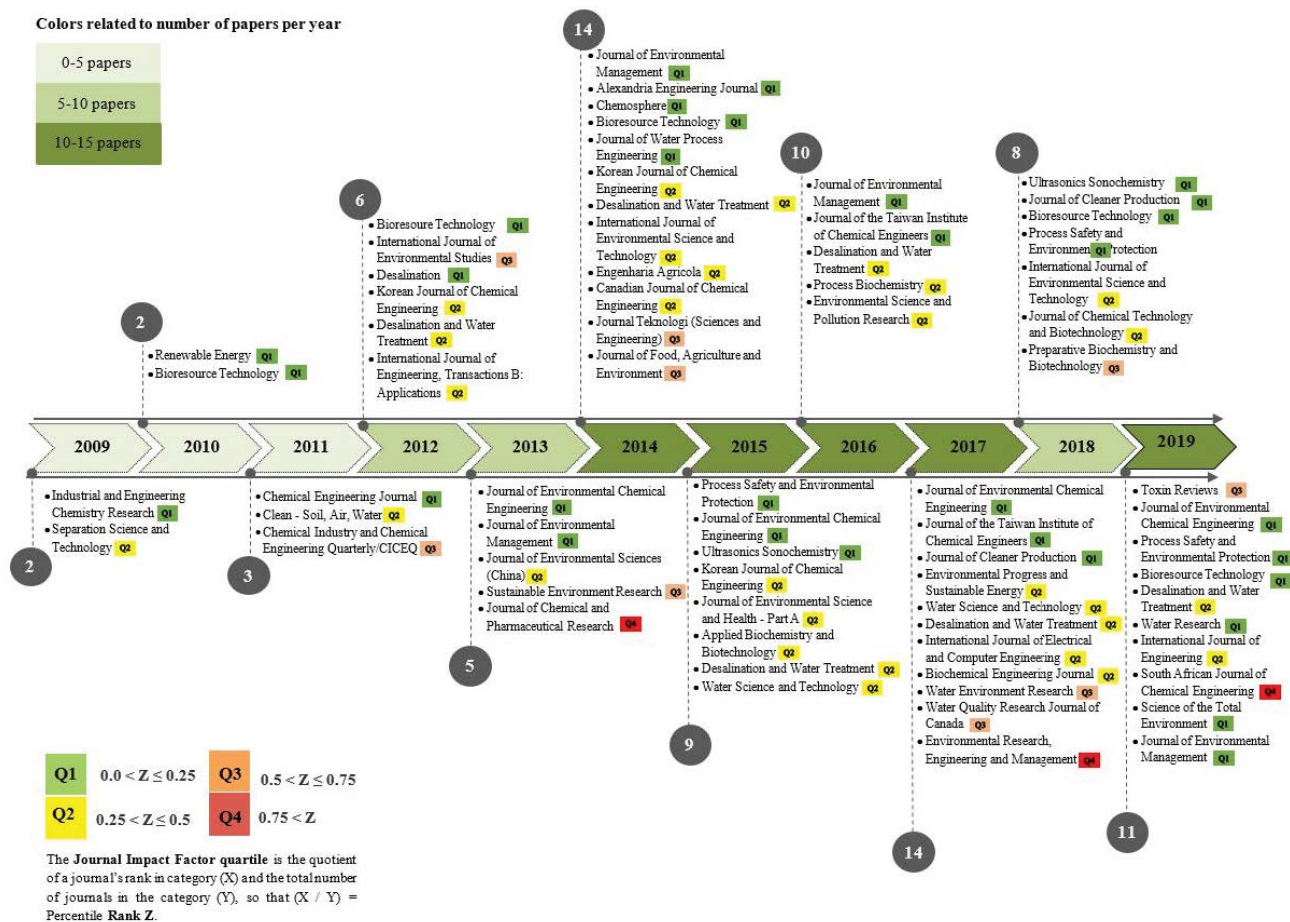 Colors related to number of papers per year
0-5 papers
5-10 papers
10-15 papers
2
• Renewable Energy Q1
• Bioresource Technology Q1
6
• Bioresoure Technology Q1
• International Journal of
Environmental Studies Q3
• Desalination Q1
• Korean Journal of Chemical
Engineering Q2
• Desalination and Water
Treatment Q2
• International Journal of
Engineering, Transactions B:
Applications Q2
14
• Journal of Environmental
Management Q1
• Alexandria Engineering Journal Q1
• Chemosphere Q1
• Bioresource Technology Q1
• Journal of Water Process
Engineering Q1
• Korean Journal of Chemical
Engineering Q2
• Desalination and Water Treatment Q2
• International Journal of
Environmental Science and
Technology Q2
• Engenharia Agricola Q2
• Canadian Journal of Chemical
Engineering Q2
• Journal Teknologi (Sciences and
Engineering) Q3
• Journal of Food, Agriculture and
Environment Q3
10
• Journal of Environmental
Management Q1
• Journal of the Taiwan Institute
of Chemical Engineers Q1
• Desalination and Water
Treatment Q2
• Process Biochemistry Q2
• Environmental Science and
Pollution Research Q2
8
• Ultrasonics Sonochemistry Q1
• Journal of Cleaner Production Q1
• Bioresource Technology Q1
• Process Safety and
Environmen Q1 Protection
• International Journal of
Environmental Science and
Technology Q2
• Journal of Chemical Technology
and Biotechnology Q2
• Preparative Biochemistry and
Biotechnology Q3
2009 2010 2011 2012 2013 2014 2015 2016 2017 2018 2019
• Industrial and Engineering
Chemistry Research Q1
• Separation Science and
Technology Q2
2
• Chemical Engineering Journal Q1
• Clean - Soil, Air, Water Q2
• Chemical Industry and Chemical
Engineering Quarterly/CICEQ Q3
3
• Journal of Environmental Chemical
Engineering Q1
• Journal of Environmental
Management Q1
• Journal of Environmental Sciences
(China) Q2
• Sustainable Environment Research Q3
• Journal of Chemical and
Pharmaceutical Research Q4
5
• Process Safety and Environmental
Protection Q1
• Journal of Environmental Chemical
Engineering Q1
• Ultrasonics Sonochemistry Q1
• Korean Journal of Chemical
Engineering Q2
• Journal of Environmental Science
and Health - Part A Q2
• Applied Biochemistry and
Biotechnology Q2
• Desalination and Water Treatment Q2
• Water Science and Technology Q2
9
• Journal of Environmental Chemical
Engineering Q1
• Journal of the Taiwan Institute of
Chemical Engineers Q1
• Journal of Cleaner Production Q1
• Environmental Progress and
Sustainable Energy Q2
• Water Science and Technology Q2
• Desalination and Water Treatment Q2
• International Journal of Electrical
and Computer Engineering Q2
• Biochemical Engineering Journal Q2
• Water Environment Research Q3
• Water Quality Research Journal of
Canada Q3
• Environmental Research,
Engineering and Management Q4
14
• Toxin Reviews Q3
• Journal of Environmental
Chemical Engineering Q1
• Process Safety and
Environmental Protection Q1
• Bioresource Technology Q1
• Desalination and Water
Treatment Q2
• Water Research Q1
• International Journal of
Engineering Q2
• South African Journal of
Chemical Engineering Q4
• Science of the Total
Environment Q1
• Journal of Environmental
Management Q1
11
Q1 0.0 < Z ≤ 0.25 Q3 0.5 < Z ≤ 0.75
Q2 0.25 < Z ≤ 0.5 Q4 0.75 < Z
The Journal Impact Factor quartile is the quotient
of a journal's rank in category (X) and the total number
of journals in the category (Y), so that (X / Y) =
Percentile Rank Z.